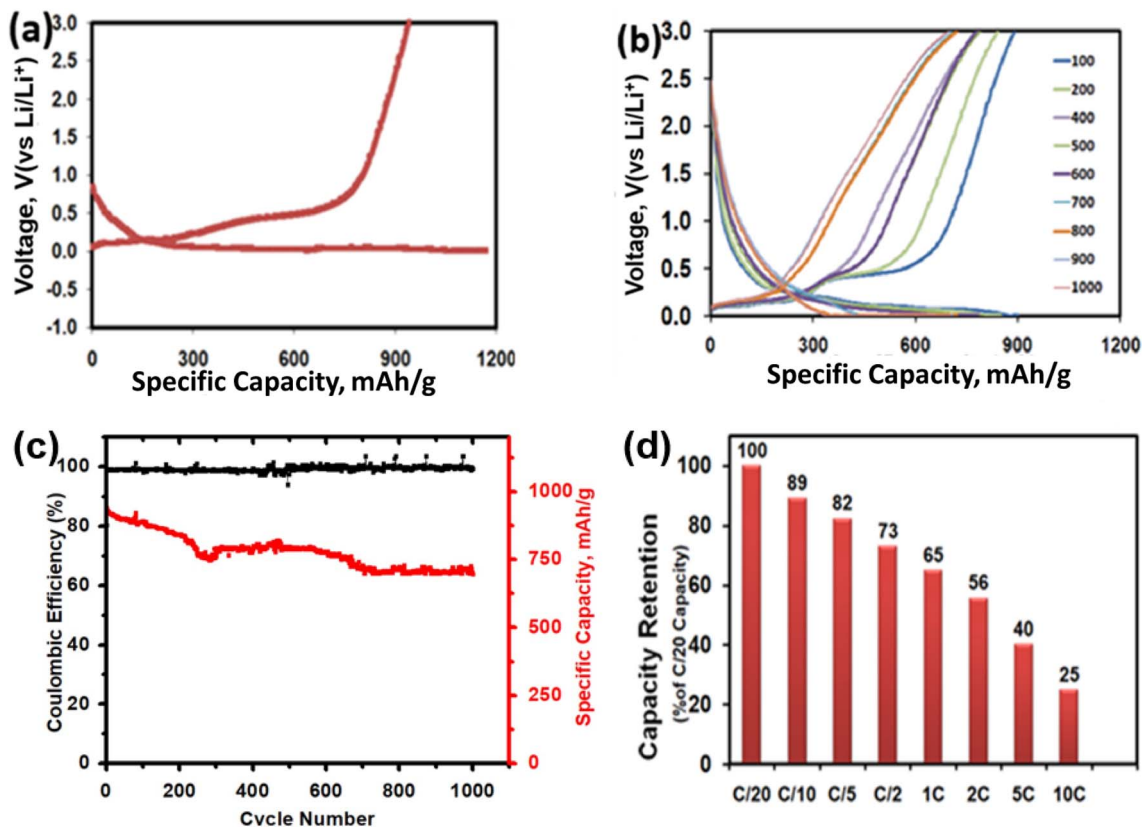 (a)
3.0
2.5
2.0
1.5
1.0
0.5
0.0
-0.5
-1.0
Voltage, V(vs Li/Li⁺)
0 300 600 900 1200
Specific Capacity, mAh/g
(b)
3.0
2.5
2.0
1.5
1.0
0.5
0.0
Voltage, V(vs Li/Li⁺)
100
200
400
500
600
700
800
900
1000
0 300 600 900 1200
Specific Capacity, mAh/g
(c)
100
80
60
40
20
0
Coulombic Efficiency (%)
1000
750
500
250
0
Specific Capacity, mAh/g
0 200 400 600 800 1000
Cycle Number
(d)
100
80
60
40
20
0
Capacity Retention
(%of C/20 Capacity)
100
89
82
73
65
56
40
25
C/20 C/10 C/5 C/2 1C 2C 5C 10C